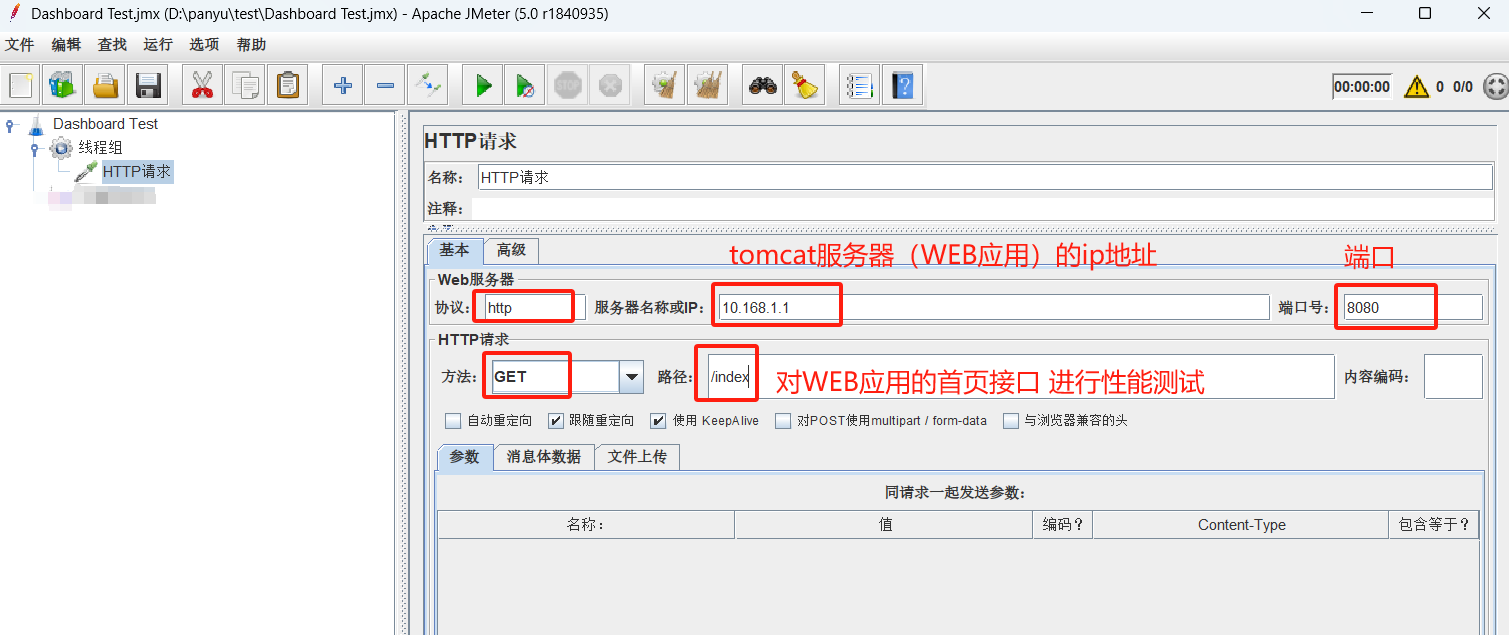 Dashboard Test.jmx (D:\panyu\test\Dashboard Test.jmx) - Apache JMeter (5.0 r1840935)
文件 编辑 查找 运行 选项 帮助
STOP 00:00:00 0 0/0
Dashboard Test
线程组
HTTP请求
HTTP请求
名称： HTTP请求
注释：
基本 高级 tomcat服务器（WEB应用）的ip地址 端口
Web服务器
协议： http 服务器名称或IP： 10.168.1.1 端口号： 8080
HTTP请求
方法： GET 路径： /index 对WEB应用的首页接口 进行性能测试 内容编码：
自动重定向 跟随重定向 使用 KeepAlive 对POST使用multipart / form-data 与浏览器兼容的头
参数 消息体数据 文件上传
同请求一起发送参数：
名称： 值 编码？ Content-Type 包含等于？